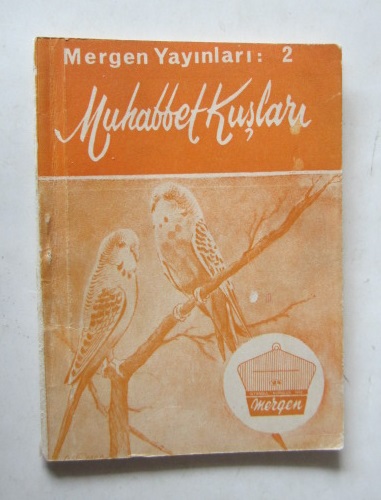 Mergen Yayınları: 2
Muhabbet Kuşları
mergen